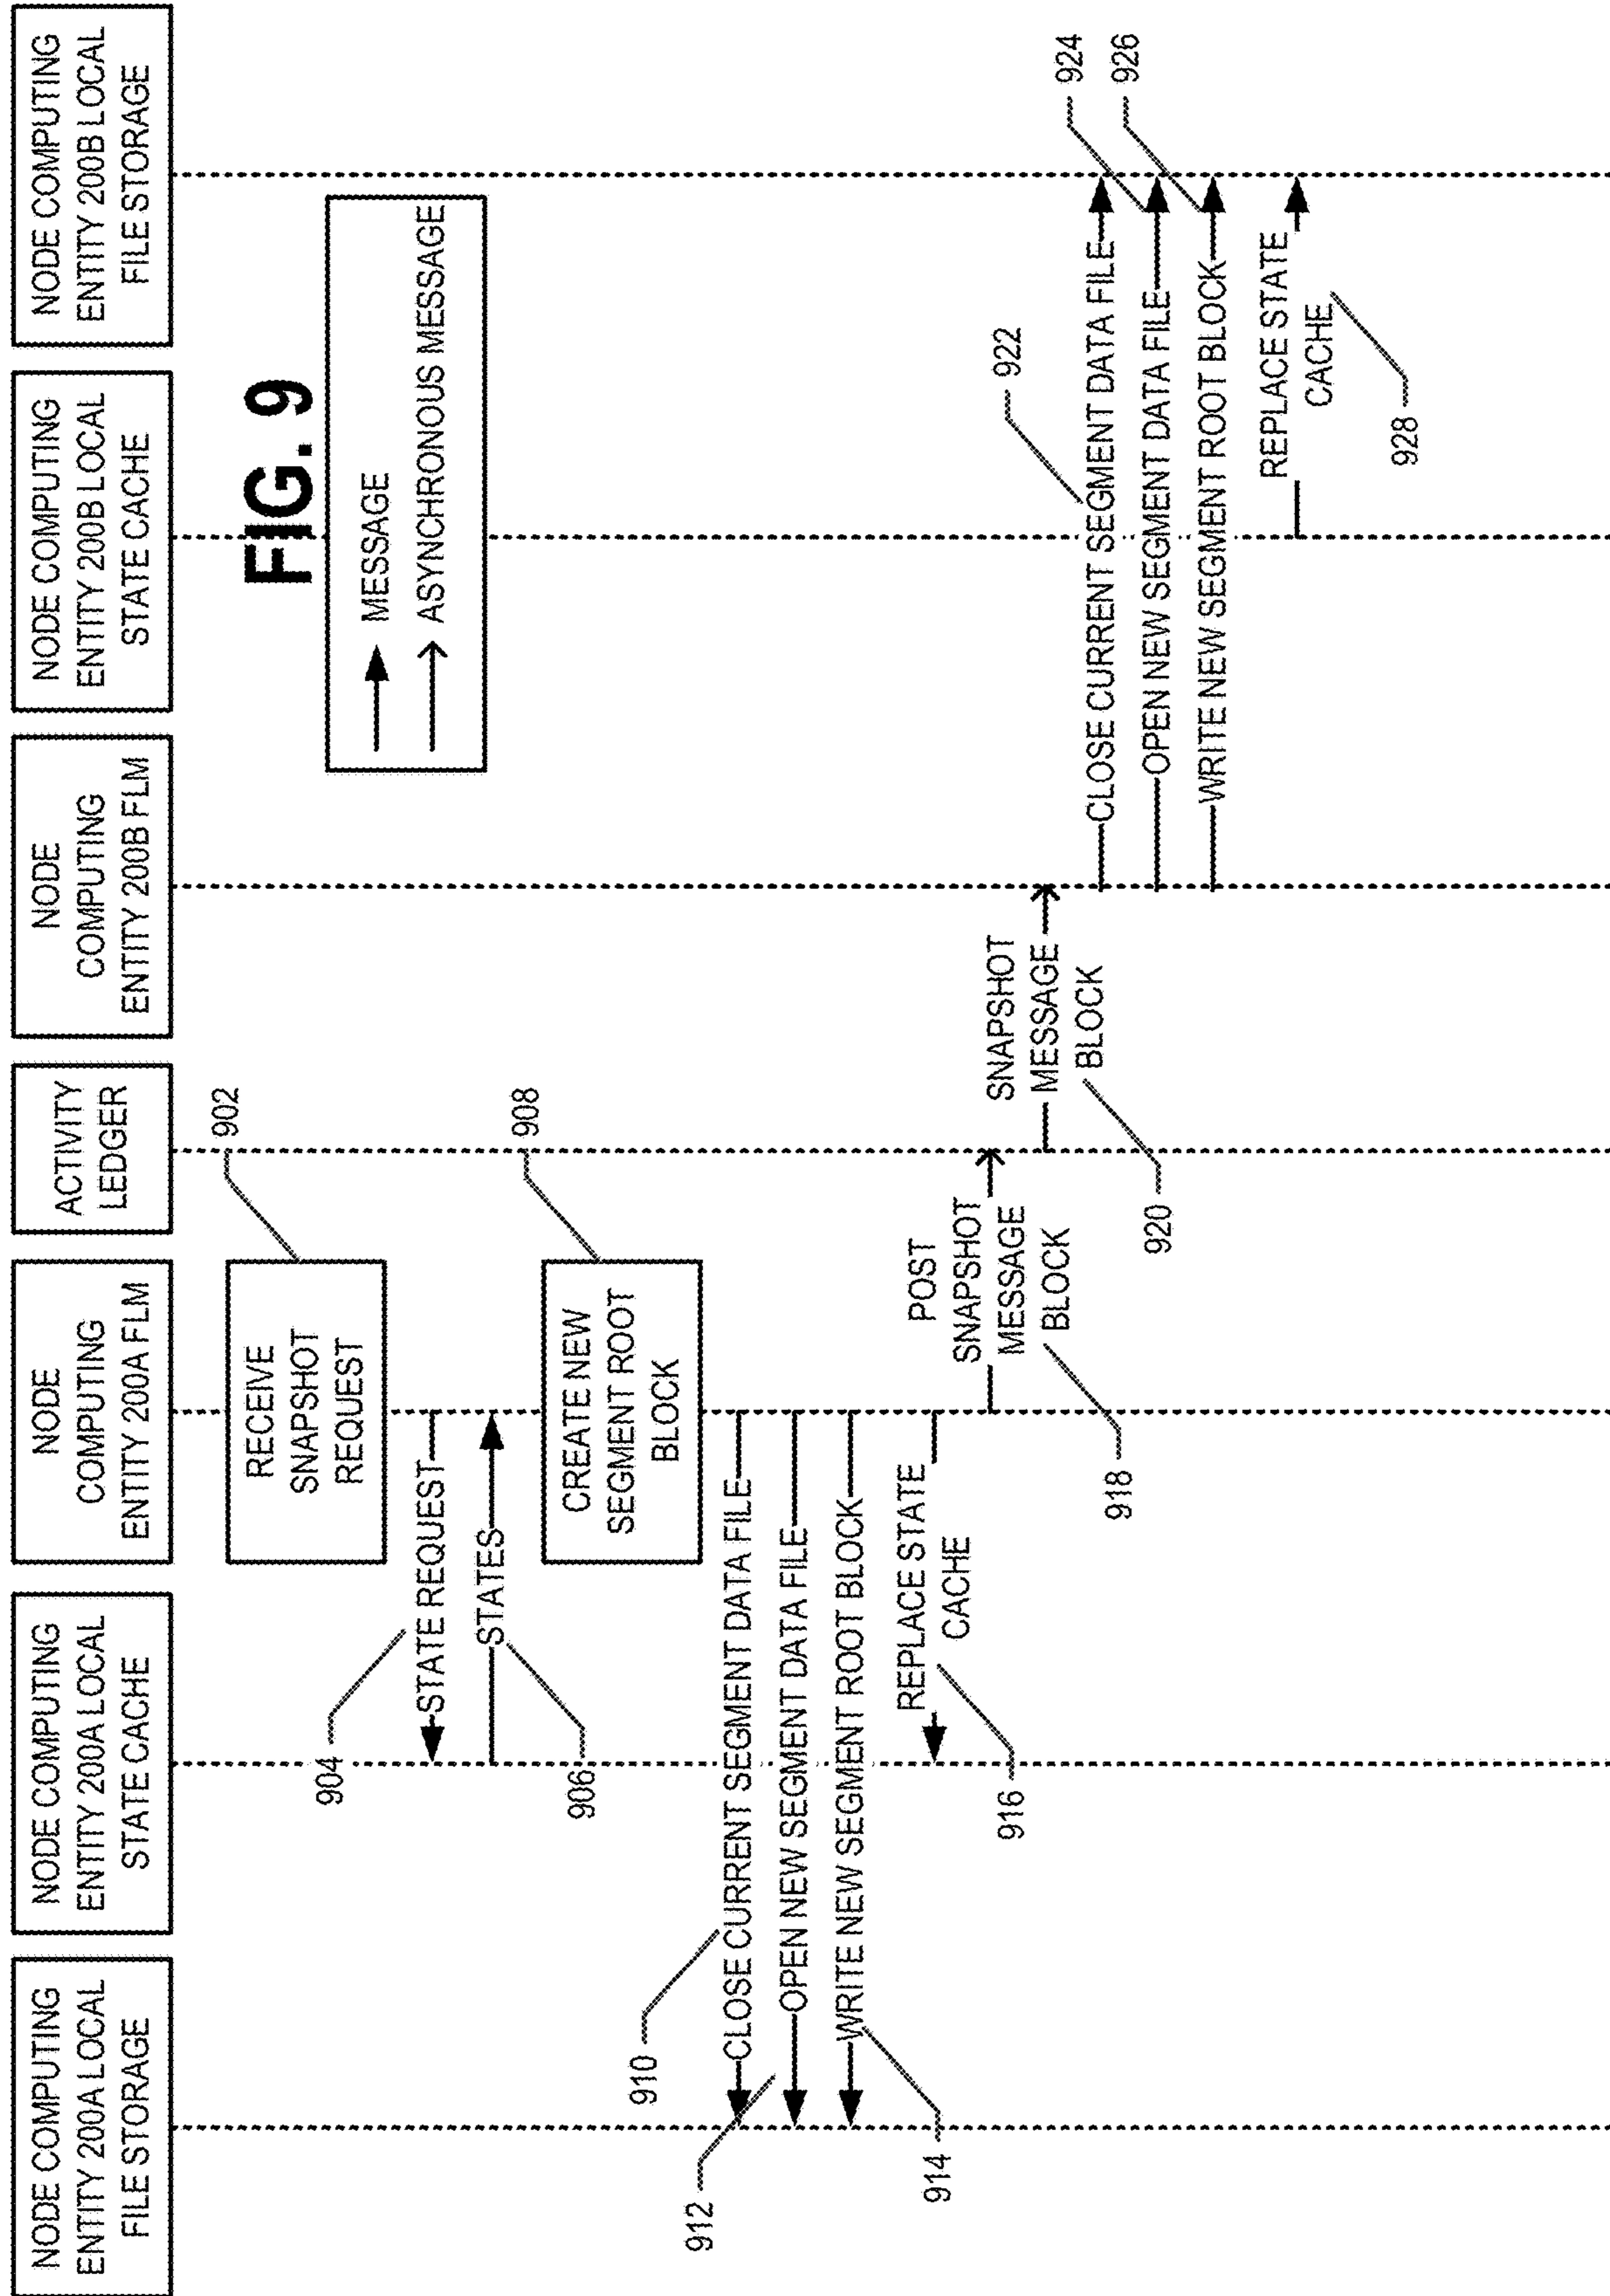 NODE COMPUTING
ENTITY 200A LOCAL
FILE STORAGE
NODE COMPUTING
ENTITY 200A LOCAL
STATE CACHE
NODE
COMPUTING
ENTITY 200A FLM
ACTIVITY
LEDGER
NODE
COMPUTING
ENTITY 200B FLM
NODE COMPUTING
ENTITY 200B LOCAL
STATE CACHE
NODE COMPUTING
ENTITY 200B LOCAL
FILE STORAGE
FIG. 9
MESSAGE
ASYNCHRONOUS MESSAGE
902
RECEIVE
SNAPSHOT
REQUEST
904
STATE REQUEST
STATES
906
908
CREATE NEW
SEGMENT ROOT
BLOCK
910
CLOSE CURRENT SEGMENT DATA FILE
912
OPEN NEW SEGMENT DATA FILE
WRITE NEW SEGMENT ROOT BLOCK
914
REPLACE STATE
CACHE
916
POST
SNAPSHOT
MESSAGE
BLOCK
918
SNAPSHOT
MESSAGE
BLOCK
920
922
CLOSE CURRENT SEGMENT DATA FILE
924
OPEN NEW SEGMENT DATA FILE
926
WRITE NEW SEGMENT ROOT BLOCK
REPLACE STATE
CACHE
928